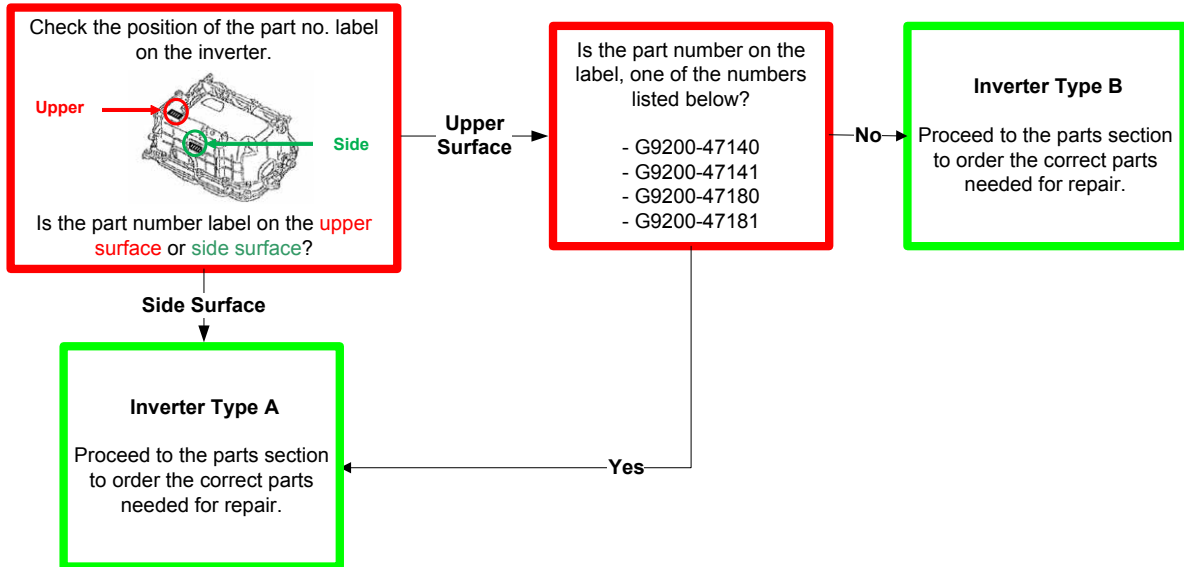 Check the position of the part no. label
on the inverter.
Upper
Side
Is the part number label on the upper
surface or side surface?
Upper
Surface
Is the part number on the
label, one of the numbers
listed below?
- G9200-47140
- G9200-47141
- G9200-47180
- G9200-47181
No
Inverter Type B
Proceed to the parts section
to order the correct parts
needed for repair.
Side Surface
Inverter Type A
Proceed to the parts section
to order the correct parts
needed for repair.
Yes